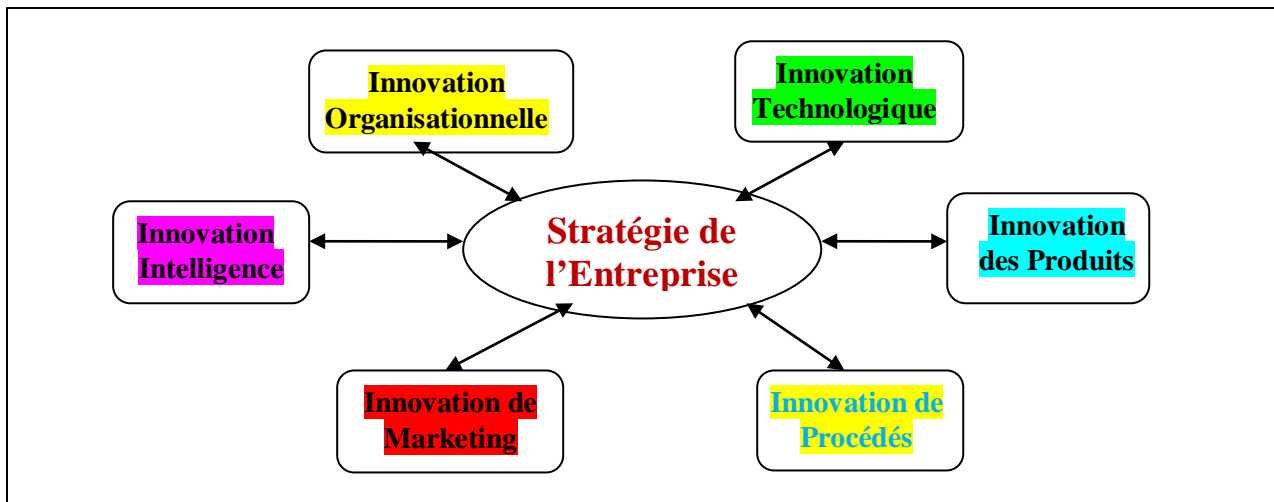 Innovation
Organisationnelle
Innovation
Technologique
Innovation
Intelligence
Stratégie de
l’Entreprise
Innovation
des Produits
Innovation de
Marketing
Innovation de
Procédés